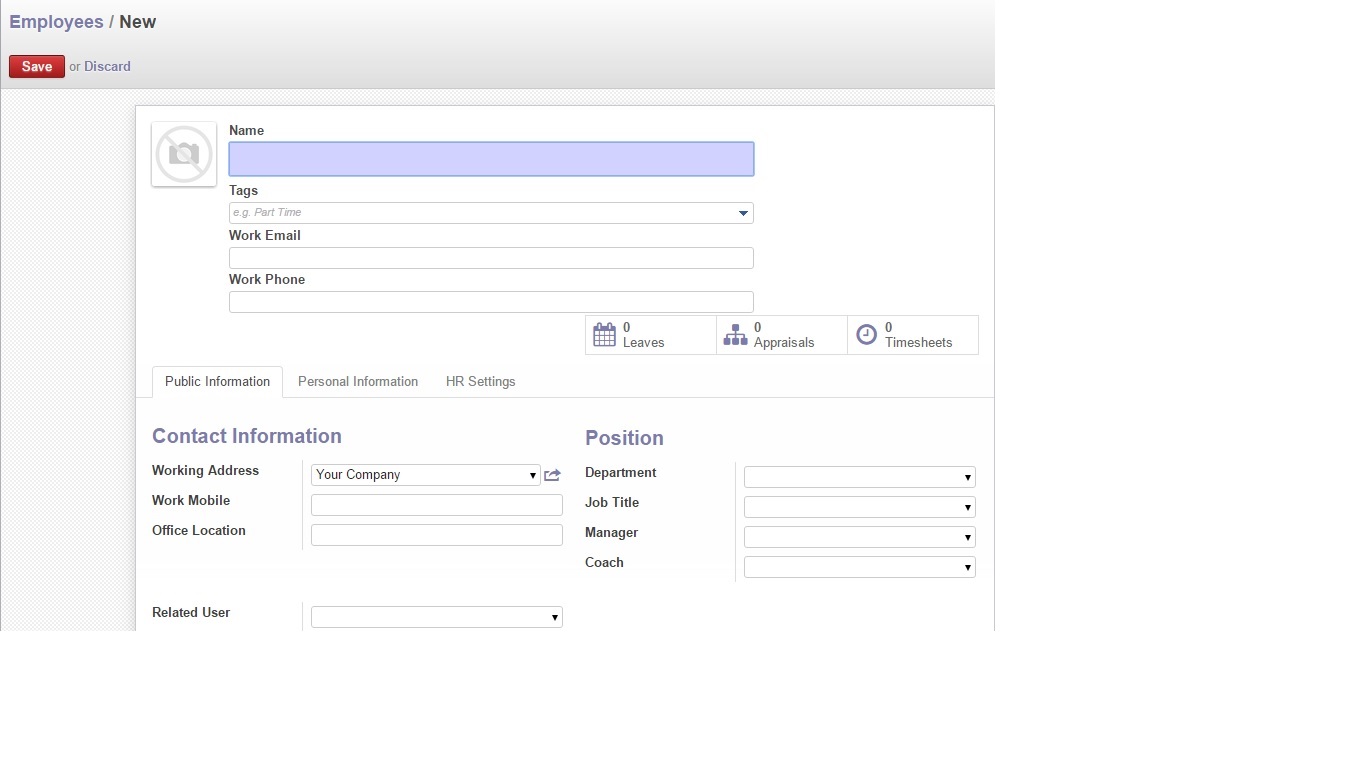 Employees / New
Save or Discard
Name
Tags
e.g. Part Time
Work Email
Work Phone
0 Leaves
0 Appraisals
0 Timesheets
Public Information Personal Information HR Settings
Contact Information
Working Address Your Company
Work Mobile
Office Location
Related User
Position
Department
Job Title
Manager
Coach